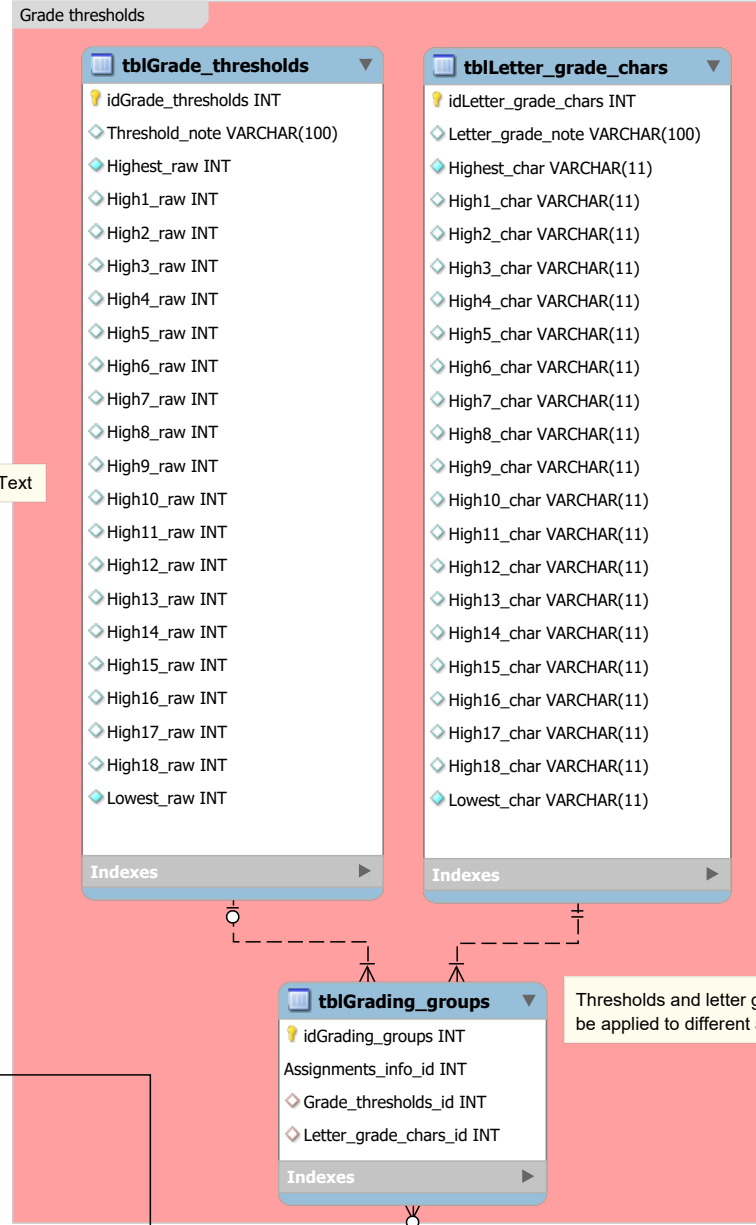 Grade thresholds
tblGrade_thresholds
idGrade_thresholds INT
Threshold_note VARCHAR(100)
Highest_raw INT
High1_raw INT
High2_raw INT
High3_raw INT
High4_raw INT
High5_raw INT
High6_raw INT
High7_raw INT
High8_raw INT
High9_raw INT
High10_raw INT
High11_raw INT
High12_raw INT
High13_raw INT
High14_raw INT
High15_raw INT
High16_raw INT
High17_raw INT
High18_raw INT
Lowest_raw INT
Indexes
tblLetter_grade_chars
idLetter_grade_chars INT
Letter_grade_note VARCHAR(100)
Highest_char VARCHAR(11)
High1_char VARCHAR(11)
High2_char VARCHAR(11)
High3_char VARCHAR(11)
High4_char VARCHAR(11)
High5_char VARCHAR(11)
High6_char VARCHAR(11)
High7_char VARCHAR(11)
High8_char VARCHAR(11)
High9_char VARCHAR(11)
High10_char VARCHAR(11)
High11_char VARCHAR(11)
High12_char VARCHAR(11)
High13_char VARCHAR(11)
High14_char VARCHAR(11)
High15_char VARCHAR(11)
High16_char VARCHAR(11)
High17_char VARCHAR(11)
High18_char VARCHAR(11)
Lowest_char VARCHAR(11)
Indexes
Text
tblGrading_groups
idGrading_groups INT
Assignments_info_id INT
Grade_thresholds_id INT
Letter_grade_chars_id INT
Indexes
Thresholds and letter
be applied to different